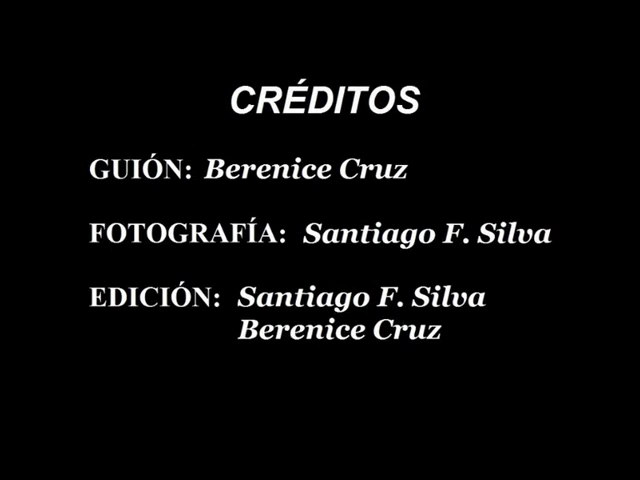 CRÉDITOS
GUIÓN: Berenice Cruz
FOTOGRAFÍA: Santiago F. Silva
EDICIÓN: Santiago F. Silva
Berenice Cruz